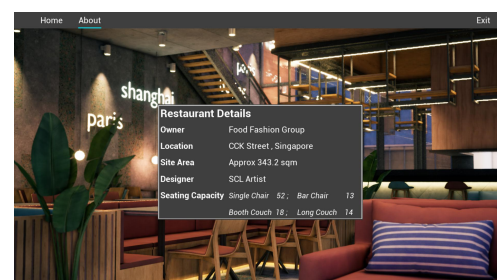 Home About Exit
shanghai
paris
Restaurant Details
Owner Food Fashion Group
Location CCK Street , Singapore
Site Area Approx 343.2 sqm
Designer SCL Artist
Seating Capacity Single Chair 52 ; Bar Chair 13
Booth Couch 18 ; Long Couch 14